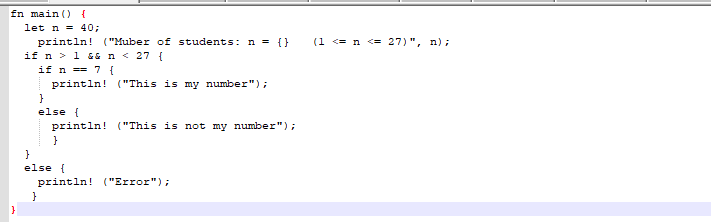 fn main() {
let n = 40;
println! ("Muber of students: n = {}   (1 <= n <= 27)", n);
if n > 1 && n < 27 {
if n == 7 {
println! ("This is my number");
}
else {
println! ("This is not my number");
}
}
else {
println! ("Error");
}
}